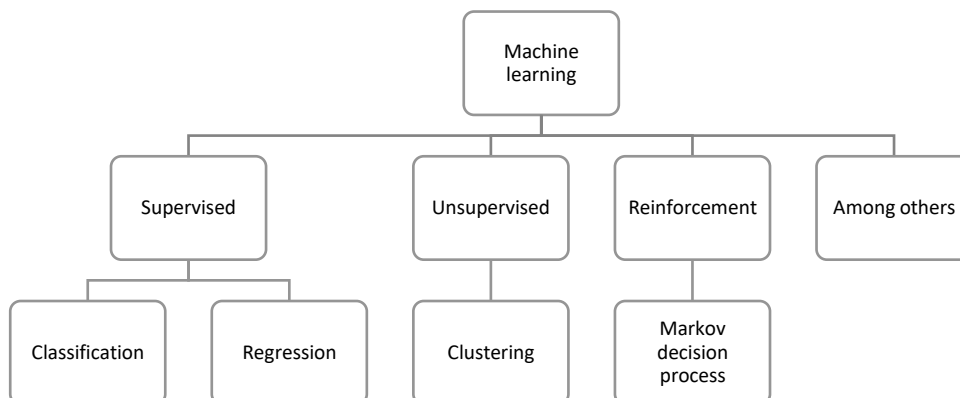 Machine
learning
Supervised
Unsupervised
Reinforcement
Among others
Classification
Regression
Clustering
Markov
decision
process